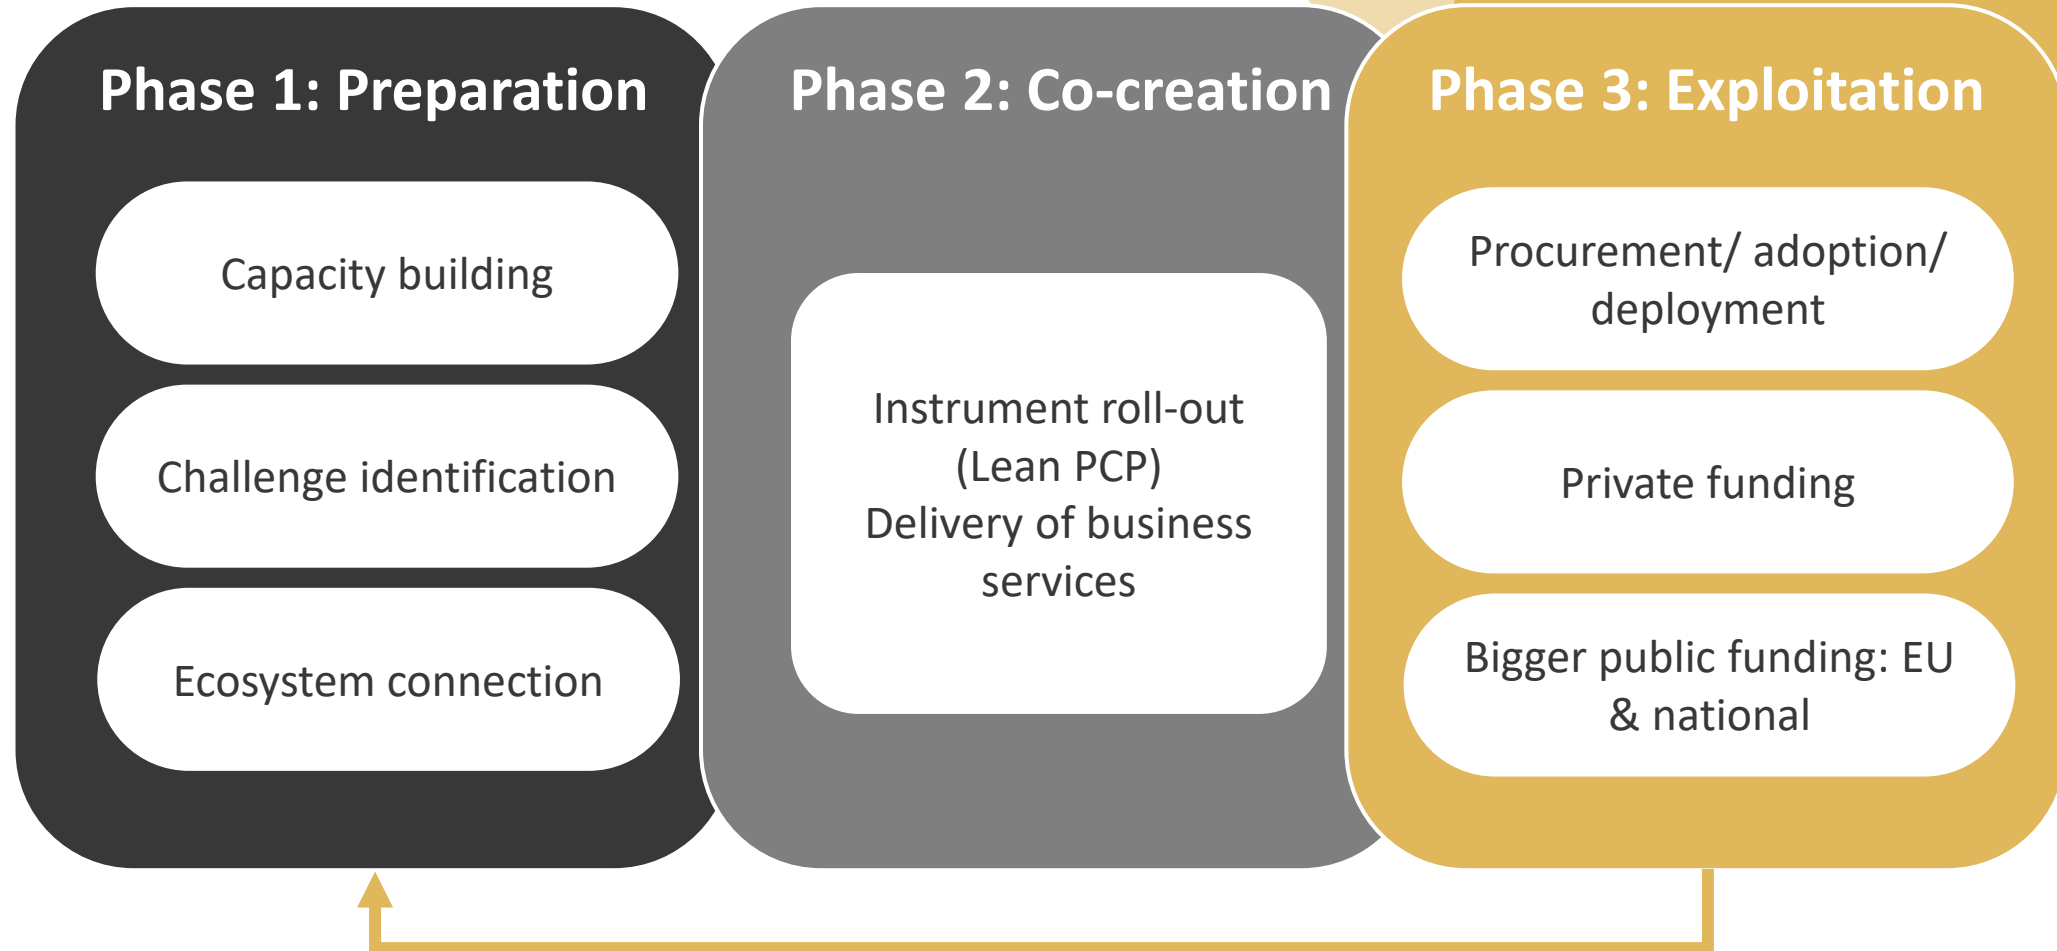 Phase 1: Preparation
Capacity building
Challenge identification
Ecosystem connection
Phase 2: Co-creation
Instrument roll-out
(Lean PCP)
Delivery of business
services
Phase 3: Exploitation
Procurement/ adoption/
deployment
Private funding
Bigger public funding: EU
& national